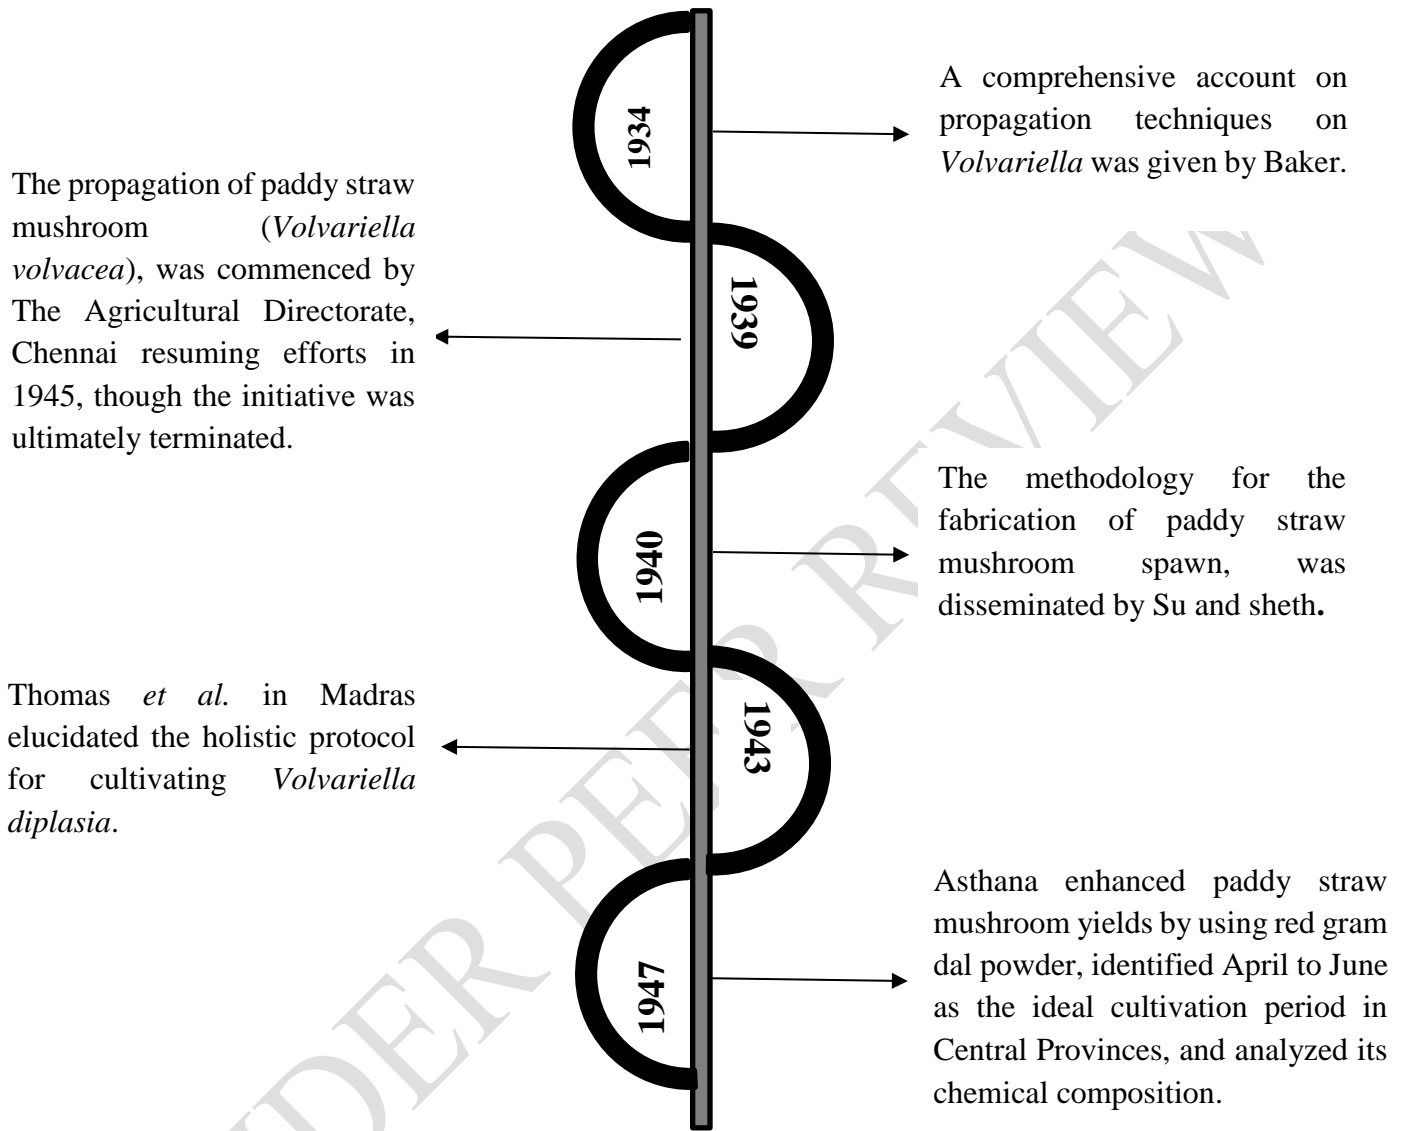 1934
A comprehensive account on
propagation techniques on
Volvariella was given by Baker.
The propagation of paddy straw
mushroom (Volvariella
volvacea), was commenced by
The Agricultural Directorate,
Chennai resuming efforts in
1945, though the initiative was
ultimately terminated.
1939
1940
The methodology for the
fabrication of paddy straw
mushroom spawn, was
disseminated by Su and sheth.
Thomas et al. in Madras
elucidated the holistic protocol
for cultivating Volvariella
diplasia.
1943
1947
Asthana enhanced paddy straw
mushroom yields by using red gram
dal powder, identified April to June
as the ideal cultivation period in
Central Provinces, and analyzed its
chemical composition.
PEER REVIEW